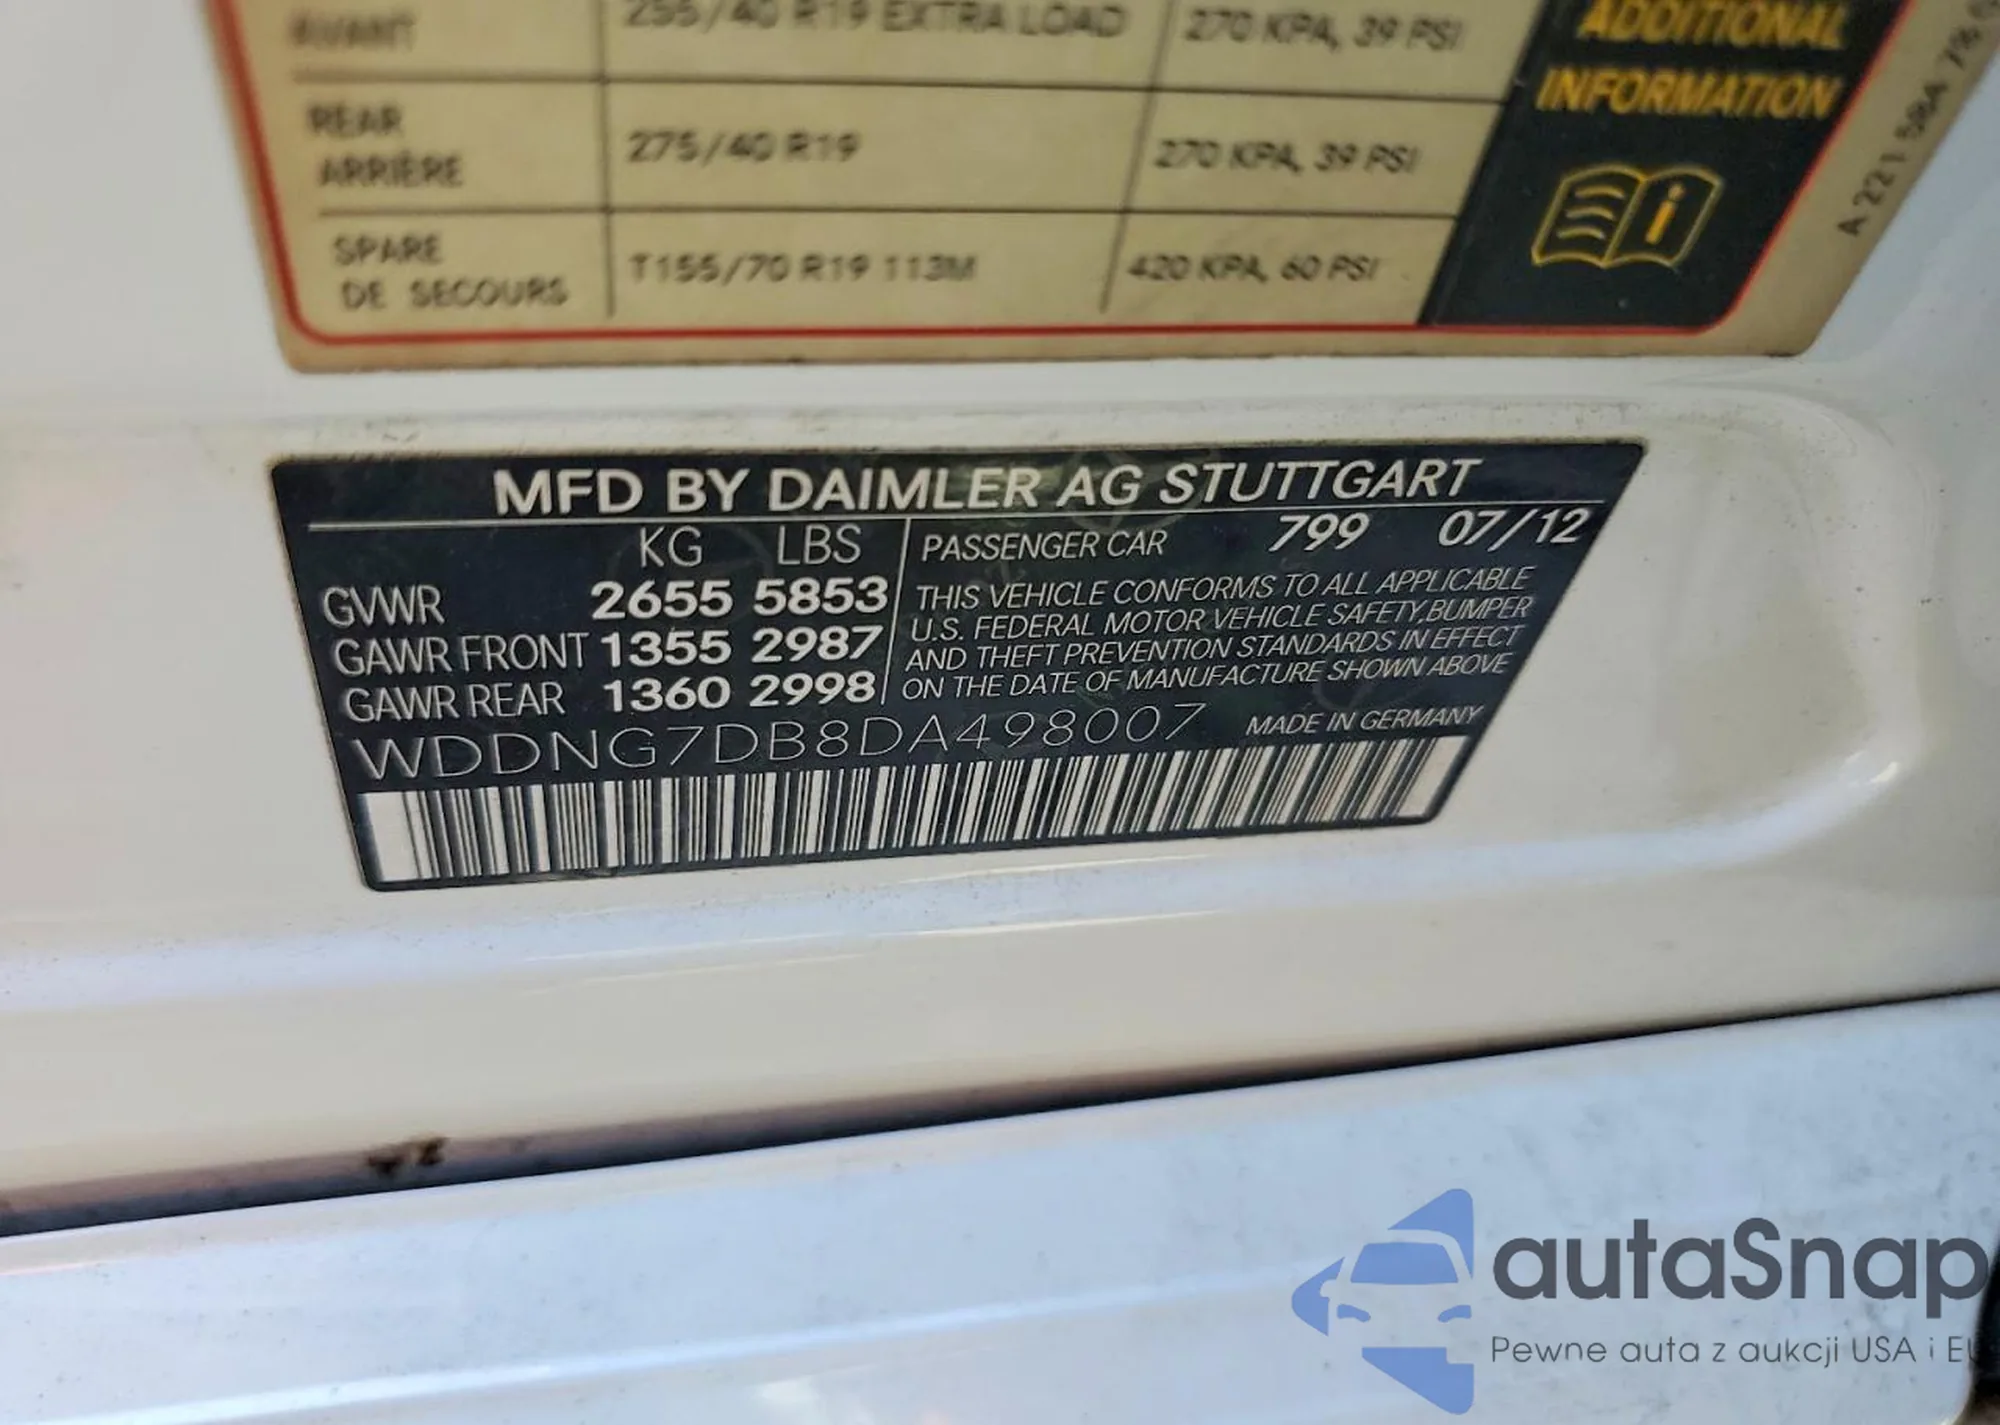 AVANT 255/40 R19 EXTRA LOAD 270 KPA, 39 PSI
REAR
ARRIÈRE 275/40 R19 270 KPA, 39 PSI
SPARE
DE SECOURS T155/70 R19 113M 420 KPA, 60 PSI
ADDITIONAL
INFORMATION
A 221 584
MFD BY DAIMLER AG STUTTGART
KG LBS
GVWR 2655 5853
GAWR FRONT 1355 2987
GAWR REAR 1360 2998
PASSENGER CAR 799 07/12
THIS VEHICLE CONFORMS TO ALL APPLICABLE
U.S. FEDERAL MOTOR VEHICLE SAFETY,BUMPER
AND THEFT PREVENTION STANDARDS IN EFFECT
ON THE DATE OF MANUFACTURE SHOWN ABOVE
WDDNG7DB8DA498007 MADE IN GERMANY
autaSnap
Pewne auta z aukcji USA i EU